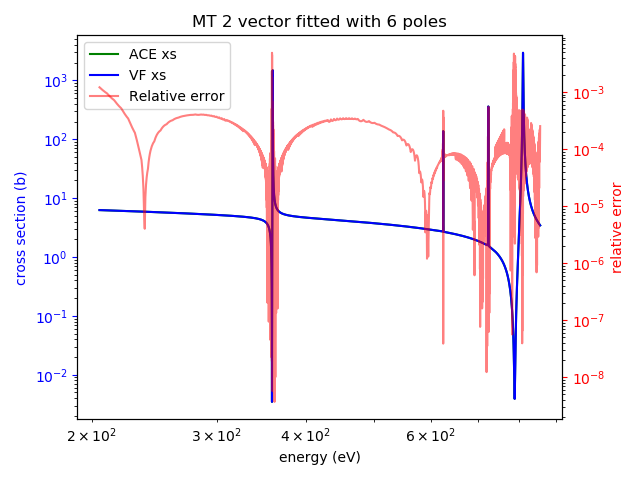 MT 2 vector fitted with 6 poles
ACE xs
VF xs
Relative error
cross section (b)
10³
10²
10¹
10⁰
10⁻¹
10⁻²
relative error
10⁻³
10⁻⁴
10⁻⁵
10⁻⁶
10⁻⁷
10⁻⁸
2 × 10² 3 × 10² 4 × 10² 6 × 10²
energy (eV)